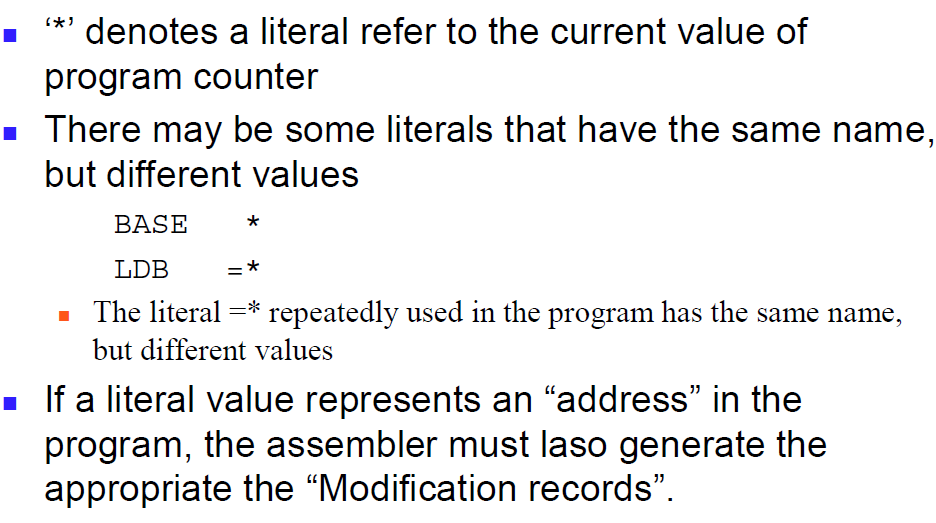 ‘*’ denotes a literal refer to the current value of
program counter
There may be some literals that have the same name,
but different values
BASE *
LDB =*
The literal =* repeatedly used in the program has the same name,
but different values
If a literal value represents an “address” in the
program, the assembler must laso generate the
appropriate the “Modification records”.